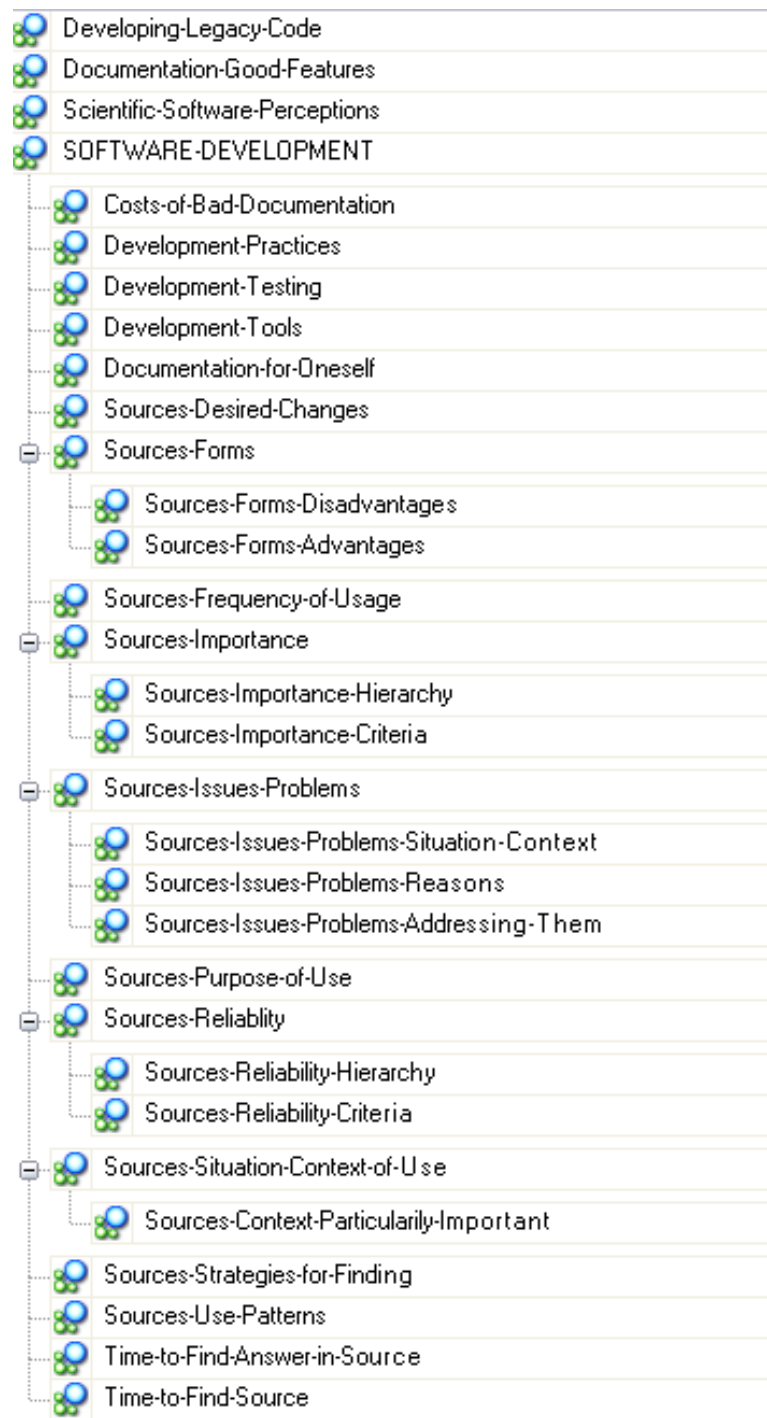 Developing-Legacy-Code
Documentation-Good-Features
Scientific-Software-Perceptions
SOFTWARE-DEVELOPMENT
Costs-of-Bad-Documentation
Development-Practices
Development-Testing
Development-Tools
Documentation-for-Oneself
Sources-Desired-Changes
Sources-Forms
Sources-Forms-Disadvantages
Sources-Forms-Advantages
Sources-Frequency-of-Usage
Sources-Importance
Sources-Importance-Hierarchy
Sources-Importance-Criteria
Sources-Issues-Problems
Sources-Issues-Problems-Situation-Context
Sources-Issues-Problems-Reasons
Sources-Issues-Problems-Addressing-Them
Sources-Purpose-of-Use
Sources-Reliablity
Sources-Reliability-Hierarchy
Sources-Reliability-Criteria
Sources-Situation-Context-of-Use
Sources-Context-Particularily-Important
Sources-Strategies-for-Finding
Sources-Use-Patterns
Time-to-Find-Answer-in-Source
Time-to-Find-Source